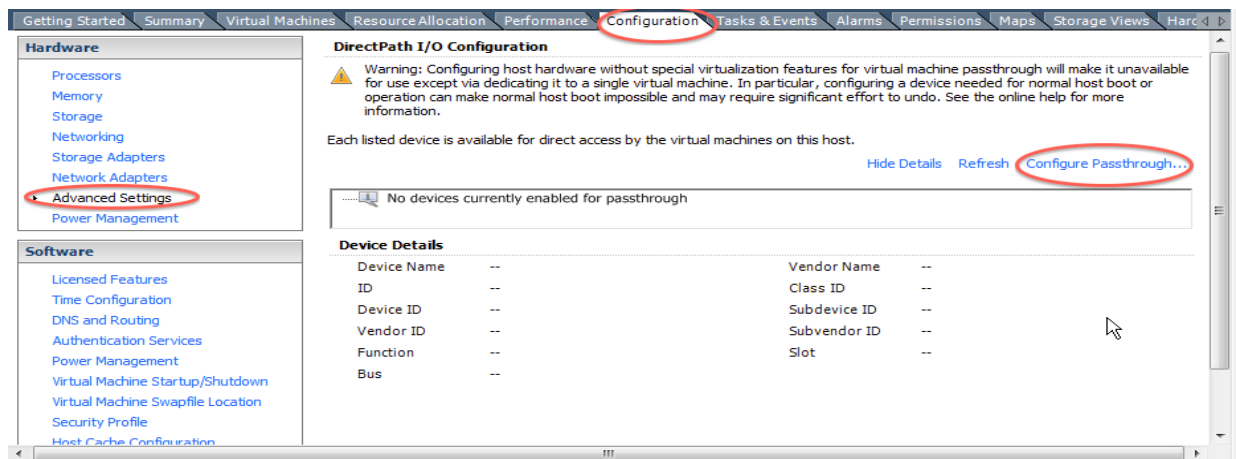 Getting Started Summary Virtual Machines Resource Allocation Performance Configuration Tasks & Events Alarms Permissions Maps Storage Views Hard
Hardware
Processors
Memory
Storage
Networking
Storage Adapters
Network Adapters
Advanced Settings
Power Management
Software
Licensed Features
Time Configuration
DNS and Routing
Authentication Services
Power Management
Virtual Machine Startup/Shutdown
Virtual Machine Swapfile Location
Security Profile
Host Cache Configuration
DirectPath I/O Configuration
Warning: Configuring host hardware without special virtualization features for virtual machine passthrough will make it unavailable
for use except via dedicating it to a single virtual machine. In particular, configuring a device needed for normal host boot or
operation can make normal host boot impossible and may require significant effort to undo. See the online help for more
information.
Each listed device is available for direct access by the virtual machines on this host.
Hide Details Refresh Configure Passthrough...
No devices currently enabled for passthrough
Device Details
Device Name -- Vendor Name --
ID -- Class ID --
Device ID -- Subdevice ID --
Vendor ID -- Subvendor ID --
Function -- Slot --
Bus --